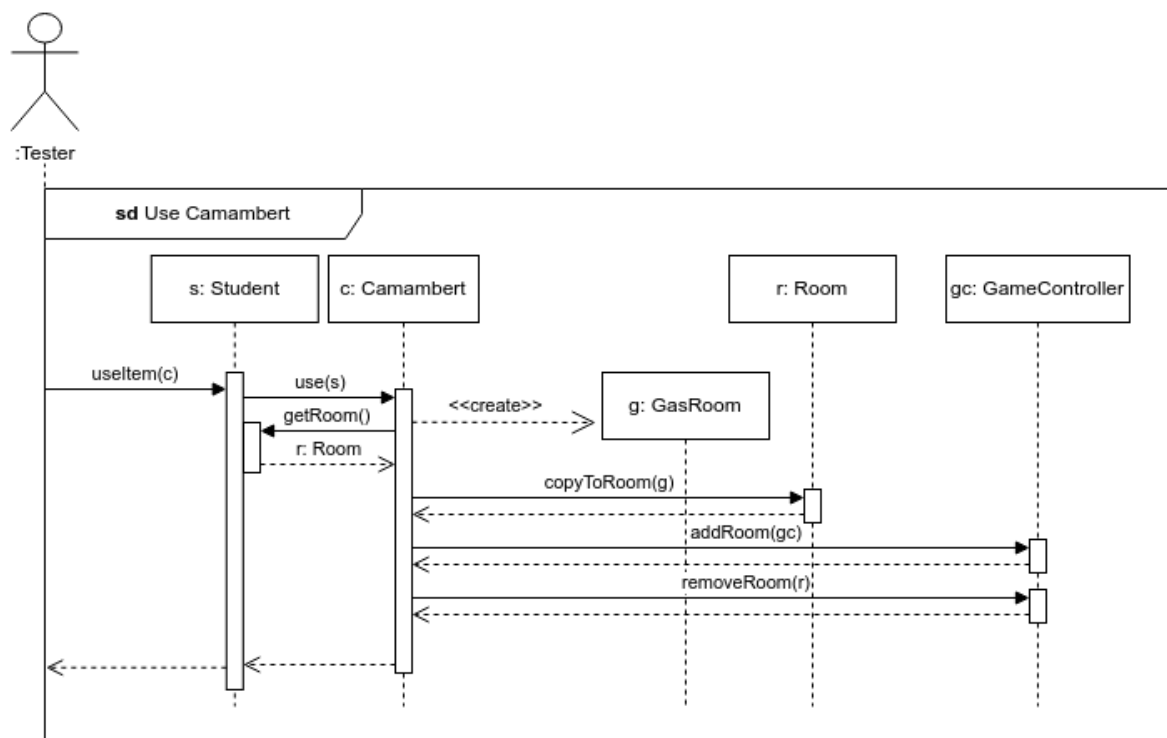 :Tester
sd Use Camambert
s: Student
c: Camambert
r: Room
gc: GameController
useItem(c)
use(s)
<<create>>
g: GasRoom
getRoom()
r: Room
copyToRoom(g)
addRoom(gc)
removeRoom(r)